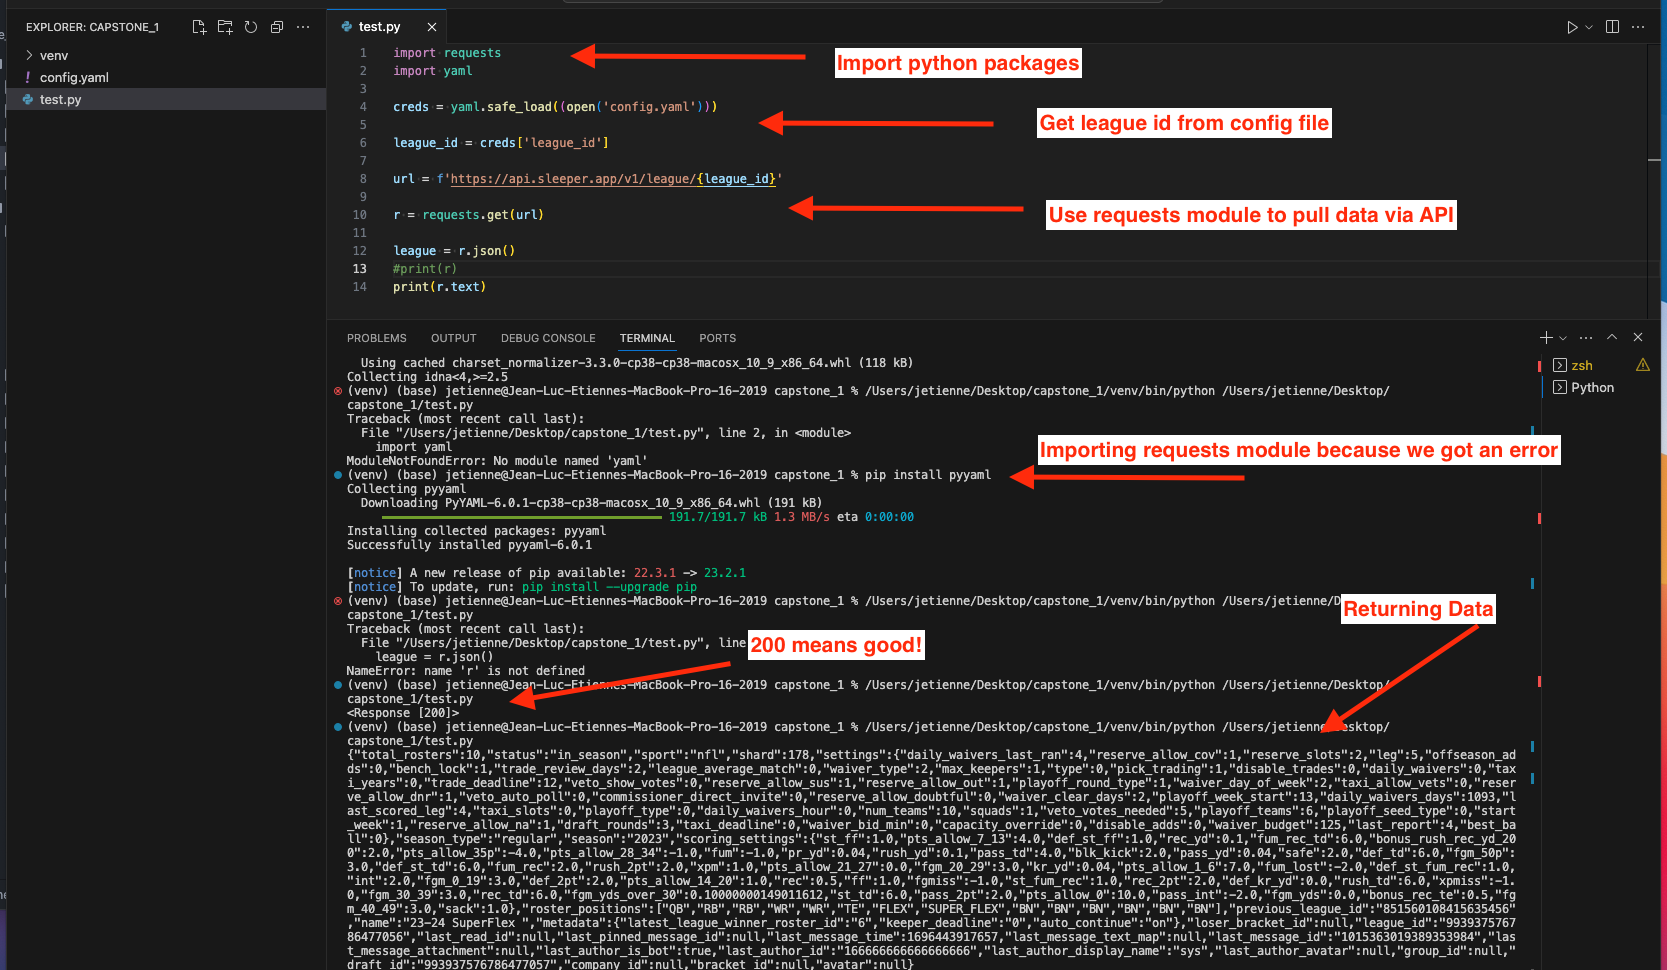 EXPLORER: CAPSTONE_1
venv
! config.yaml
test.py
test.py
1 import requests
2 import yaml
3
4 creds = yaml.safe_load((open('config.yaml')))
5
6 league_id = creds['league_id']
7
8 url = f'https://api.sleeper.app/v1/league/{league_id}'
9
10 r = requests.get(url)
11
12 league = r.json()
13 #print(r)
14 print(r.text)
Import python packages
Get league id from config file
Use requests module to pull data via API
PROBLEMS OUTPUT DEBUG CONSOLE TERMINAL PORTS
zsh
Python
Using cached charset_normalizer-3.3.0-cp38-cp38-macosx_10_9_x86_64.whl (118 kB)
Collecting idna<4,>=2.5
(venv) (base) jetienne@Jean-Luc-Etiennes-MacBook-Pro-16-2019 capstone_1 % /Users/jetienne/Desktop/capstone_1/venv/bin/python /Users/jetienne/Desktop/
capstone_1/test.py
Traceback (most recent call last):
File "/Users/jetienne/Desktop/capstone_1/test.py", line 2, in <module>
import yaml
ModuleNotFoundError: No module named 'yaml'
Importing requests module because we got an error
(venv) (base) jetienne@Jean-Luc-Etiennes-MacBook-Pro-16-2019 capstone_1 % pip install pyyaml
Collecting pyyaml
Downloading PyYAML-6.0.1-cp38-cp38-macosx_10_9_x86_64.whl (191 kB)
191.7/191.7 kB 1.3 MB/s eta 0:00:00
Installing collected packages: pyyaml
Successfully installed pyyaml-6.0.1
[notice] A new release of pip available: 22.3.1 -> 23.2.1
[notice] To update, run: pip install --upgrade pip
(venv) (base) jetienne@Jean-Luc-Etiennes-MacBook-Pro-16-2019 capstone_1 % /Users/jetienne/Desktop/capstone_1/venv/bin/python /Users/jetienne/D
Returning Data
capstone_1/test.py
Traceback (most recent call last):
File "/Users/jetienne/Desktop/capstone_1/test.py", line
200 means good!
league = r.json()
NameError: name 'r' is not defined
(venv) (base) jetienne@Jean-Luc-Etiennes-MacBook-Pro-16-2019 capstone_1 % /Users/jetienne/Desktop/capstone_1/venv/bin/python /Users/jetienne/Desktop/
capstone_1/test.py
<Response [200]>
(venv) (base) jetienne@Jean-Luc-Etiennes-MacBook-Pro-16-2019 capstone_1 % /Users/jetienne/Desktop/capstone_1/venv/bin/python /Users/jetienne/Desktop/
capstone_1/test.py
{"total_rosters":10,"status":"in_season","sport":"nfl","shard":178,"settings":{"daily_waivers_last_ran":4,"reserve_allow_cov":1,"reserve_slots":2,"leg":5,"offseason_ad
ds":0,"bench_lock":1,"trade_review_days":2,"league_average_match":0,"waiver_type":2,"max_keepers":1,"type":0,"pick_trading":1,"disable_trades":0,"daily_waivers":0,"tax
i_years":0,"trade_deadline":12,"veto_show_votes":0,"reserve_allow_sus":1,"reserve_allow_out":1,"playoff_round_type":1,"waiver_day_of_week":2,"taxi_allow_vets":0,"reser
ve_allow_dnr":1,"veto_auto_poll":0,"commissioner_direct_invite":0,"reserve_allow_doubtful":0,"waiver_clear_days":2,"playoff_week_start":13,"daily_waivers_days":1093,"l
ast_scored_leg":4,"taxi_slots":0,"playoff_type":0,"daily_waivers_hour":0,"num_teams":10,"squads":1,"veto_votes_needed":5,"playoff_teams":6,"playoff_seed_type":0,"start
_week":1,"reserve_allow_na":1,"draft_rounds":3,"taxi_deadline":0,"waiver_bid_min":0,"capacity_override":0,"disable_adds":0,"waiver_budget":125,"last_report":4,"best_ba
ll":0},"season_type":"regular","season":"2023","scoring_settings":{"st_ff":1.0,"pts_allow_7_13":4.0,"def_st_ff":1.0,"rec_yd":0.1,"fum_rec_td":6.0,"bonus_rush_rec_yd_20
0":2.0,"pts_allow_35p":-4.0,"pts_allow_28_34":-1.0,"fum":-1.0,"pr_yd":0.04,"rush_yd":0.1,"pass_td":4.0,"blk_kick":2.0,"pass_yd":0.04,"safe":2.0,"def_td":6.0,"fgm_50p":
3.0,"def_st_td":6.0,"fum_rec":2.0,"rush_2pt":2.0,"xpm":1.0,"pts_allow_21_27":0.0,"fgm_20_29":3.0,"kr_yd":0.04,"pts_allow_1_6":7.0,"fum_lost":-2.0,"def_st_fum_rec":1.0,
"int":2.0,"fgm_0_19":3.0,"def_2pt":2.0,"pts_allow_14_20":1.0,"rec":0.5,"ff":1.0,"fgmiss":-1.0,"st_fum_rec":1.0,"rec_2pt":2.0,"def_kr_yd":0.0,"rush_td":6.0,"xpmiss":-1.
0,"fgm_30_39":3.0,"rec_td":6.0,"fgm_yds_over_30":0.10000000149011612,"st_td":6.0,"pass_2pt":2.0,"pts_allow_0":10.0,"pass_int":-2.0,"fgm_yds":0.0,"bonus_rec_te":0.5,"fg
m_40_49":3.0,"sack":1.0},"roster_positions":["QB","RB","RB","WR","WR","TE","FLEX","SUPER_FLEX","BN","BN","BN","BN","BN","BN"],"previous_league_id":"851560108415635456"
,"name":"23-24 SuperFlex ","metadata":{"latest_league_winner_roster_id":"6","keeper_deadline":"0","auto_continue":"on"},"loser_bracket_id":null,"league_id":"9939375767
86477056","last_read_id":null,"last_pinned_message_id":null,"last_message_time":1696443917657,"last_message_text_map":null,"last_message_id":"1015363019389353984","las
t_message_attachment":null,"last_author_is_bot":true,"last_author_id":"166666666666666666","last_author_display_name":"sys","last_author_avatar":null,"group_id":null,"
draft_id":"993937576786477057","company_id":null,"bracket_id":null,"avatar":null}